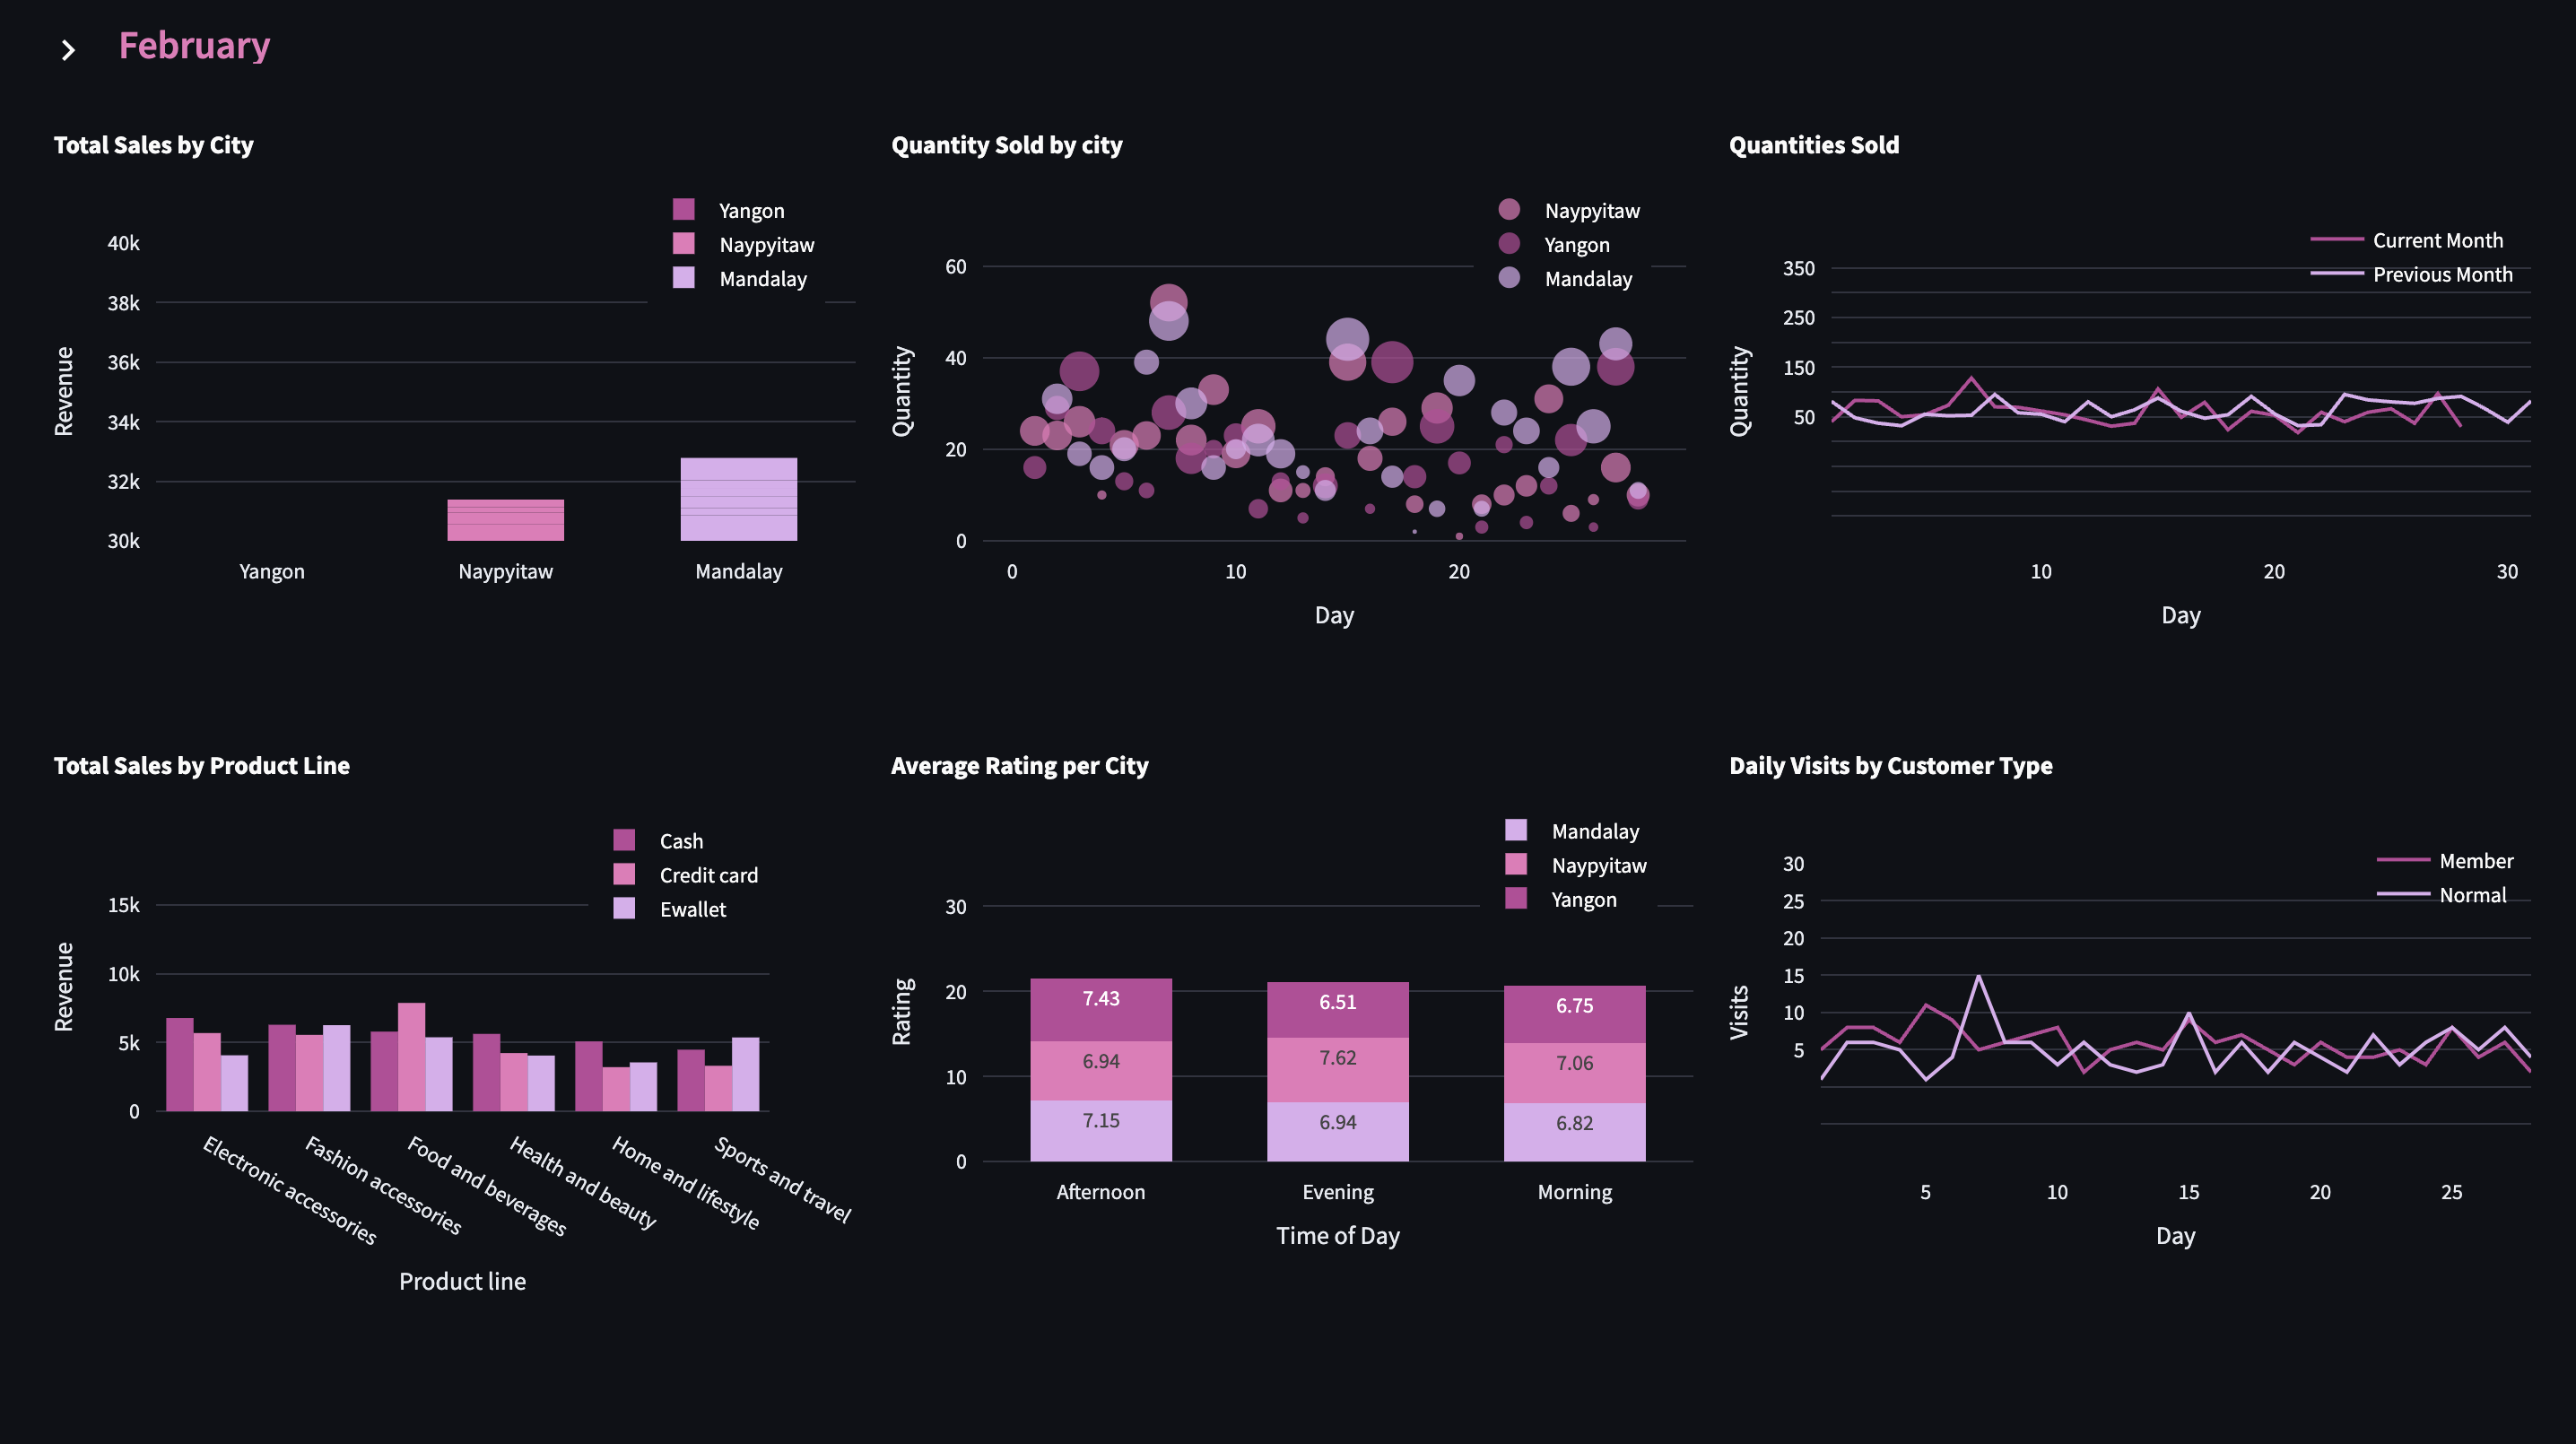 February
Total Sales by City
Yangon
Naypyitaw
Mandalay
40k
38k
36k
34k
32k
30k
Revenue
Yangon
Naypyitaw
Mandalay
Quantity Sold by city
Naypyitaw
Yangon
Mandalay
60
40
20
0
Quantity
0
10
20
Day
Quantities Sold
Current Month
Previous Month
350
250
150
50
Quantity
10
20
30
Day
Total Sales by Product Line
Cash
Credit card
Ewallet
15k
10k
5k
0
Revenue
Electronic accessories
Fashion accessories
Food and beverages
Health and beauty
Home and lifestyle
Sports and travel
Product line
Average Rating per City
Mandalay
Naypyitaw
Yangon
30
20
10
0
Rating
7.43
6.51
6.75
6.94
7.62
7.06
7.15
6.94
6.82
Afternoon
Evening
Morning
Time of Day
Daily Visits by Customer Type
Member
Normal
30
25
20
15
10
5
Visits
5
10
15
20
25
Day